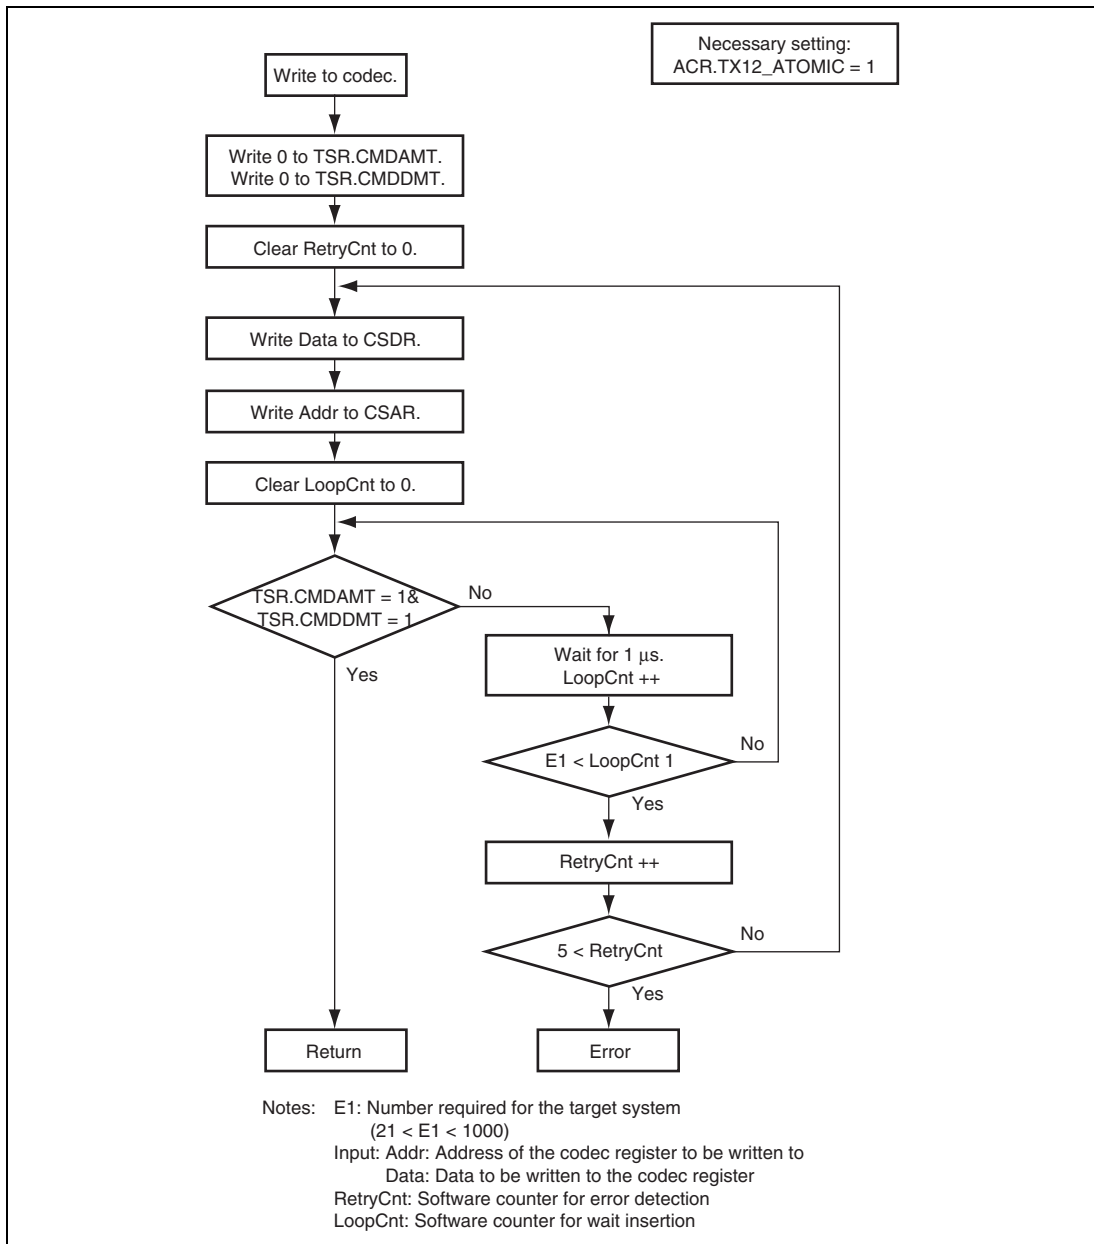 Necessary setting:
ACR.TX12_ATOMIC = 1
Write to codec.
Write 0 to TSR.CMDAMT.
Write 0 to TSR.CMDDMT.
Clear RetryCnt to 0.
Write Data to CSDR.
Write Addr to CSAR.
Clear LoopCnt to 0.
TSR.CMDAMT = 1&
TSR.CMDDMT = 1
No
Yes
Wait for 1 μs.
LoopCnt ++
E1 < LoopCnt 1
No
Yes
RetryCnt ++
5 < RetryCnt
No
Yes
Return
Error
Notes: E1: Number required for the target system
(21 < E1 < 1000)
Input: Addr: Address of the codec register to be written to
Data: Data to be written to the codec register
RetryCnt: Software counter for error detection
LoopCnt: Software counter for wait insertion